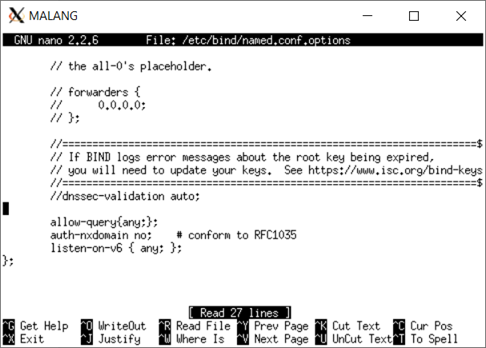 MALANG
GNU nano 2.2.6 File: /etc/bind/named.conf.options
// the all-0's placeholder.
// forwarders {
// 0.0.0.0;
// };
//========================================================================$
// If BIND logs error messages about the root key being expired,
// you will need to update your keys. See https://www.isc.org/bind-keys
//========================================================================$
//dnssec-validation auto;
allow-query{any;};
auth-nxdomain no; # conform to RFC1035
listen-on-v6 { any; };
};
[ Read 27 lines ]
^G Get Help ^O WriteOut ^R Read File ^Y Prev Page ^K Cut Text ^C Cur Pos
^X Exit ^J Justify ^W Where Is ^V Next Page ^U UnCut Text ^T To Spell